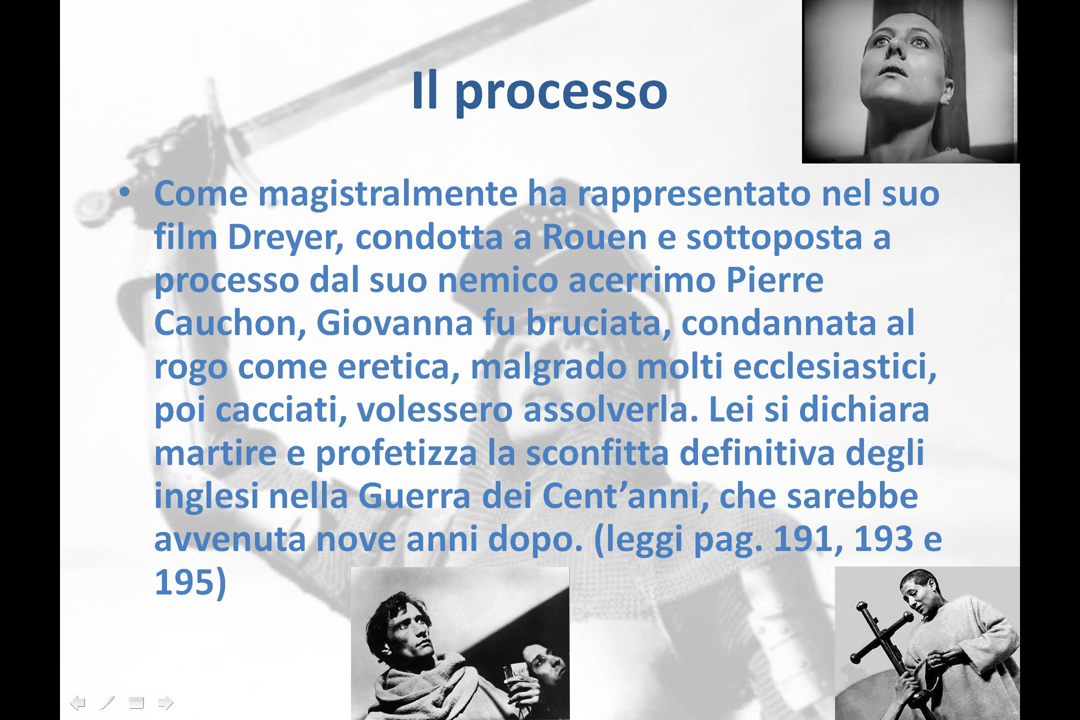 Il processo
• Come magistralmente ha rappresentato nel suo
film Dreyer, condotta a Rouen e sottoposta a
processo dal suo nemico acerrimo Pierre
Cauchon, Giovanna fu bruciata, condannata al
rogo come eretica, malgrado molti ecclesiastici,
poi cacciati, volessero assolverla. Lei si dichiara
martire e profetizza la sconfitta definitiva degli
inglesi nella Guerra dei Cent’anni, che sarebbe
avvenuta nove anni dopo. (leggi pag. 191, 193 e
195)